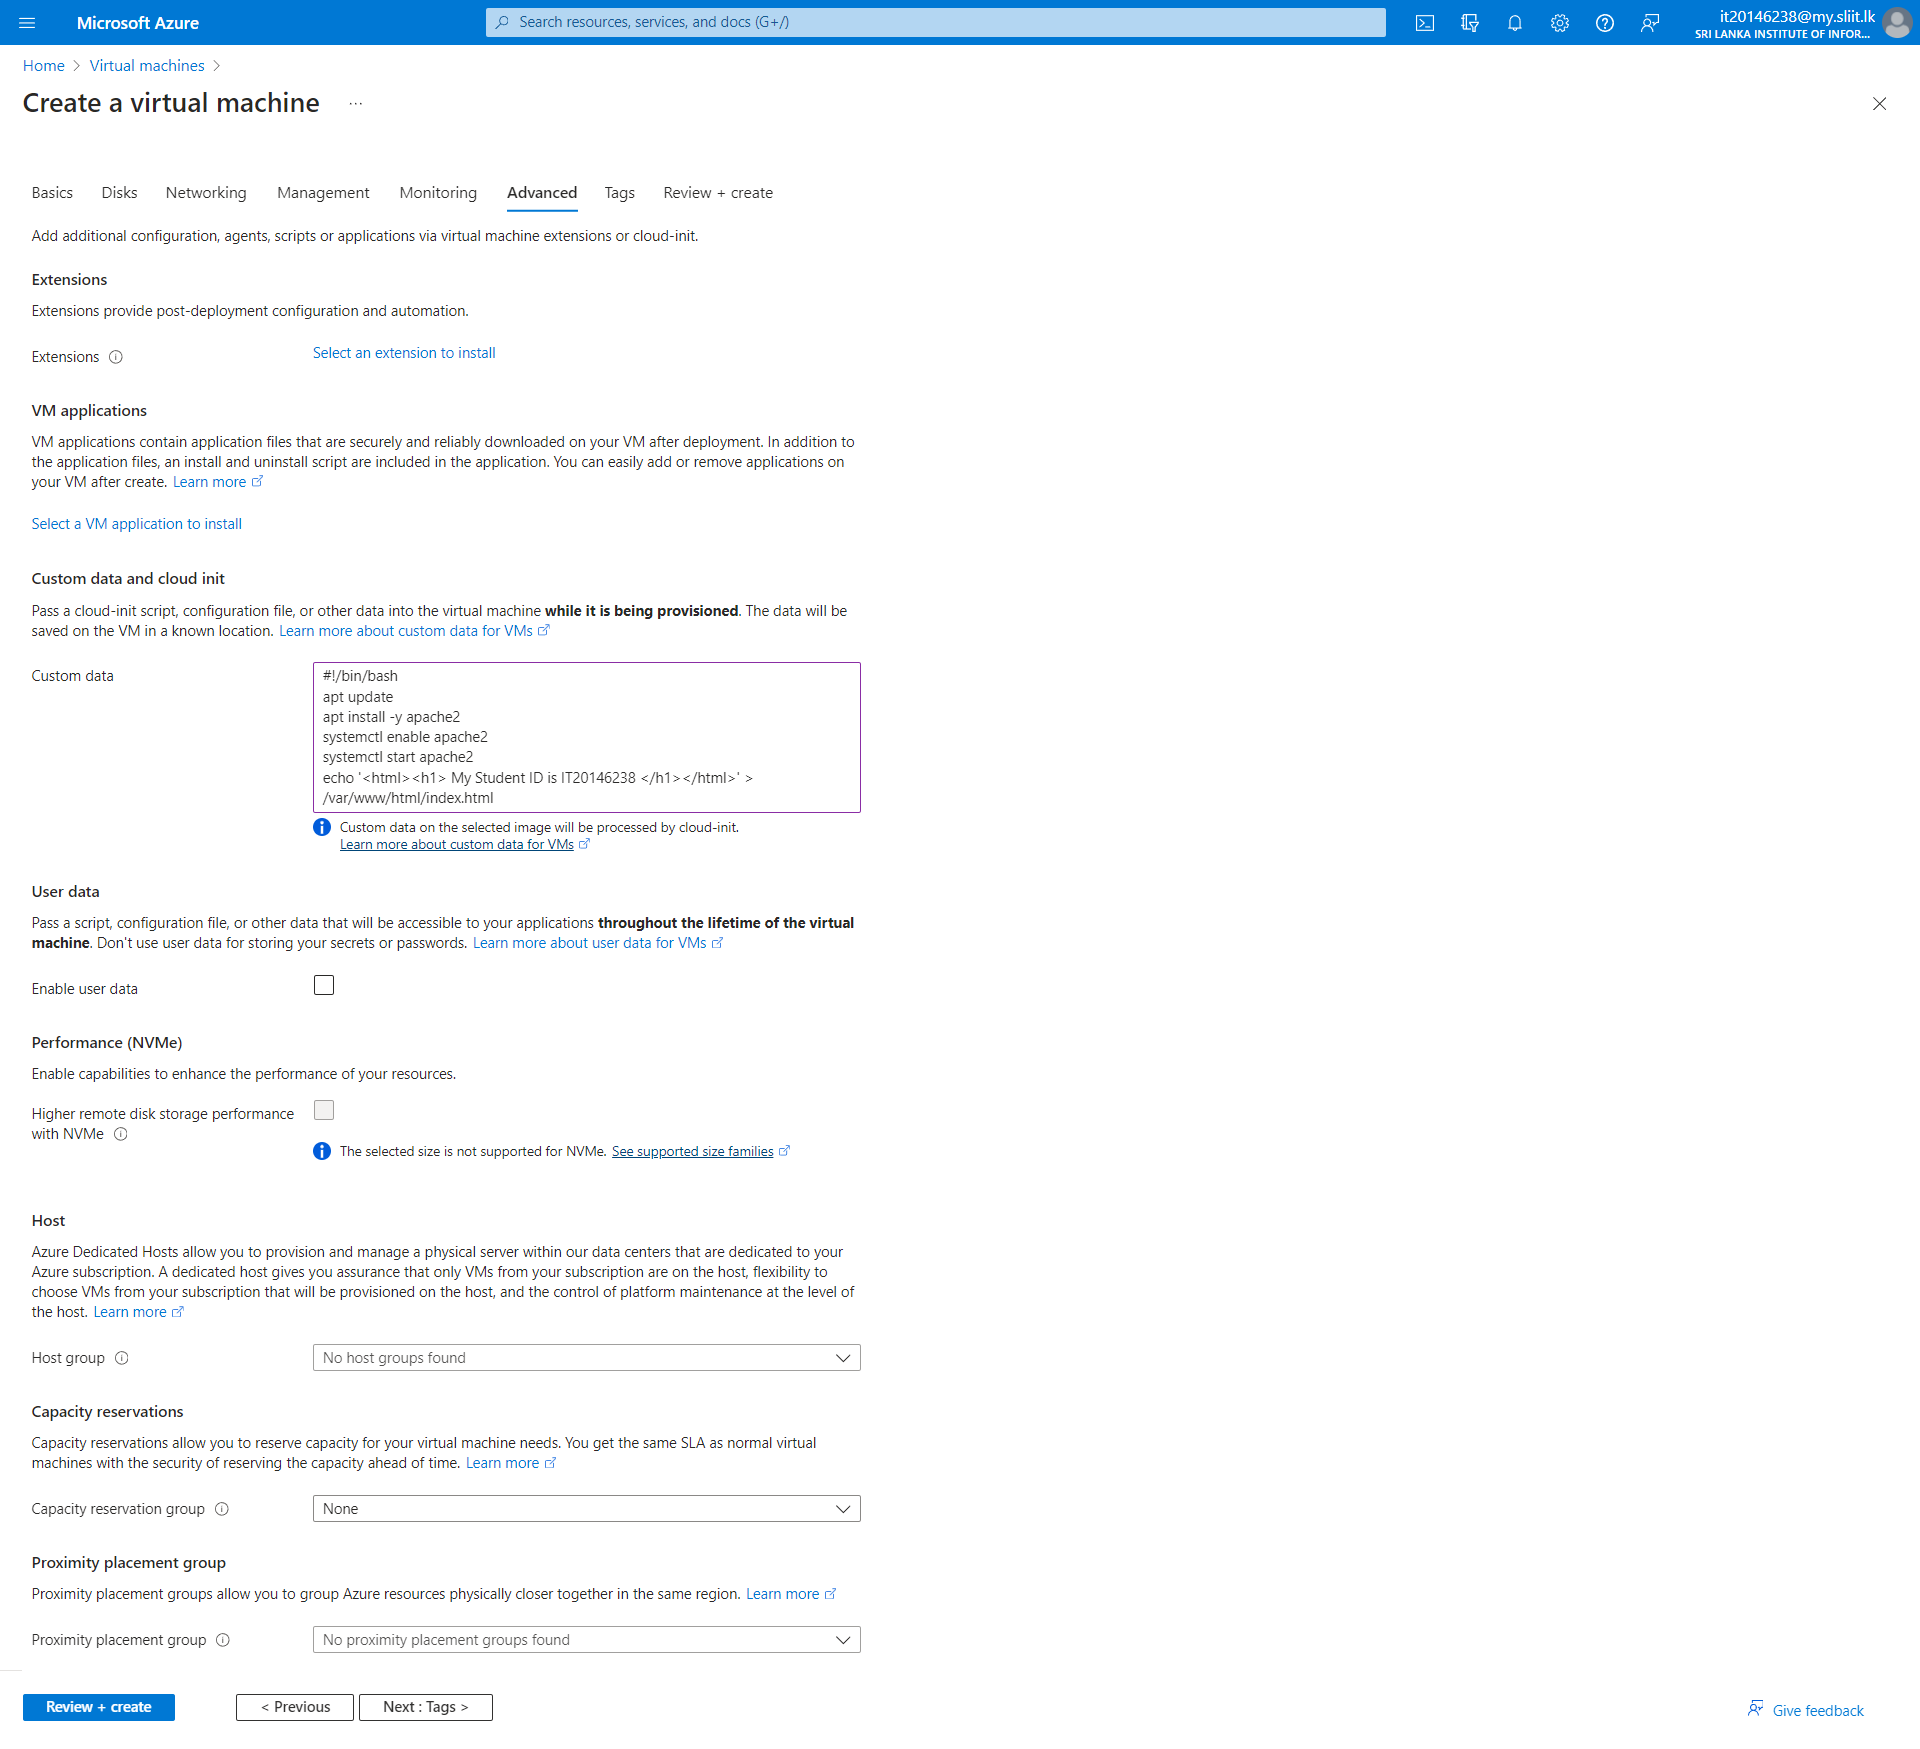 Microsoft Azure
Search resources, services, and docs (G+/)
it20146238@my.sliit.lk
SRI LANKA INSTITUTE OF INFOR...
Home > Virtual machines >
Create a virtual machine ...
Basics Disks Networking Management Monitoring Advanced Tags Review + create
Add additional configuration, agents, scripts or applications via virtual machine extensions or cloud-init.
Extensions
Extensions provide post-deployment configuration and automation.
Extensions
Select an extension to install
VM applications
VM applications contain application files that are securely and reliably downloaded on your VM after deployment. In addition to
the application files, an install and uninstall script are included in the application. You can easily add or remove applications on
your VM after create. Learn more
Select a VM application to install
Custom data and cloud init
Pass a cloud-init script, configuration file, or other data into the virtual machine while it is being provisioned. The data will be
saved on the VM in a known location. Learn more about custom data for VMs
Custom data
#!/bin/bash
apt update
apt install -y apache2
systemctl enable apache2
systemctl start apache2
echo '<html><h1> My Student ID is IT20146238 </h1></html>' >
/var/www/html/index.html
Custom data on the selected image will be processed by cloud-init.
Learn more about custom data for VMs
User data
Pass a script, configuration file, or other data that will be accessible to your applications throughout the lifetime of the virtual
machine. Don't use user data for storing your secrets or passwords. Learn more about user data for VMs
Enable user data
Performance (NVMe)
Enable capabilities to enhance the performance of your resources.
Higher remote disk storage performance
with NVMe
The selected size is not supported for NVMe. See supported size families
Host
Azure Dedicated Hosts allow you to provision and manage a physical server within our data centers that are dedicated to your
Azure subscription. A dedicated host gives you assurance that only VMs from your subscription are on the host, flexibility to
choose VMs from your subscription that will be provisioned on the host, and the control of platform maintenance at the level of
the host. Learn more
Host group
No host groups found
Capacity reservations
Capacity reservations allow you to reserve capacity for your virtual machine needs. You get the same SLA as normal virtual
machines with the security of reserving the capacity ahead of time. Learn more
Capacity reservation group
None
Proximity placement group
Proximity placement groups allow you to group Azure resources physically closer together in the same region. Learn more
Proximity placement group
No proximity placement groups found
Review + create
< Previous
Next : Tags >
Give feedback